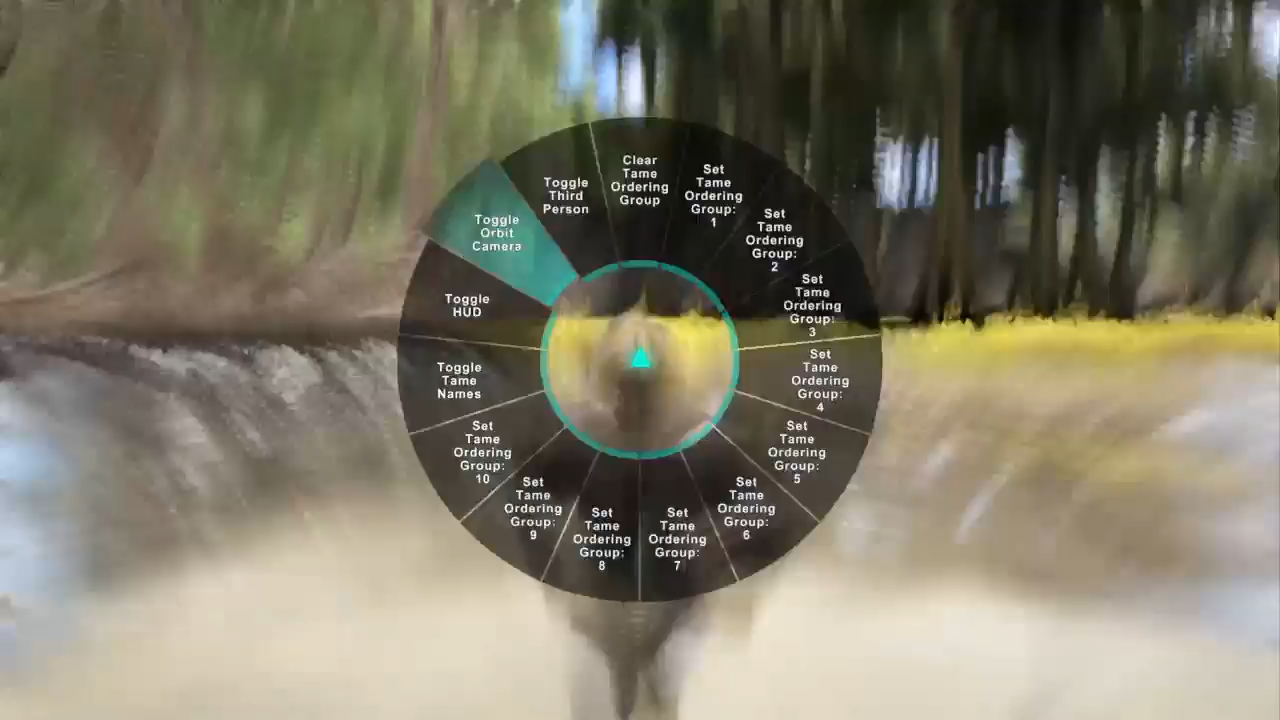 Clear
Tame
Ordering
Group
Set
Tame
Ordering
Group:
1
Set
Tame
Ordering
Group:
2
Set
Tame
Ordering
Group:
3
Set
Tame
Ordering
Group:
4
Set
Tame
Ordering
Group:
5
Set
Tame
Ordering
Group:
6
Set
Tame
Ordering
Group:
7
Set
Tame
Ordering
Group:
8
Set
Tame
Ordering
Group:
9
Set
Tame
Ordering
Group:
10
Toggle
Tame
Names
Toggle
HUD
Toggle
Orbit
Camera
Toggle
Third
Person